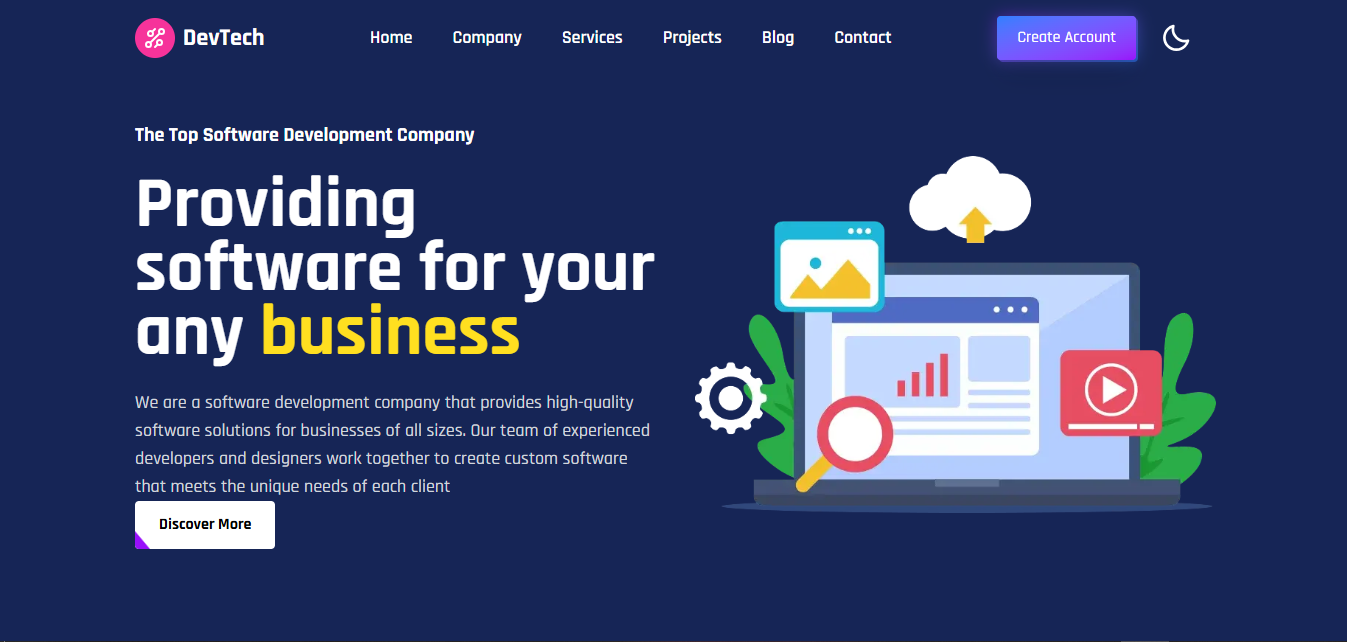 DevTech
Home
Company
Services
Projects
Blog
Contact
Create Account
The Top Software Development Company
Providing
software for your
any business
We are a software development company that provides high-quality
software solutions for businesses of all sizes. Our team of experienced
developers and designers work together to create custom software
that meets the unique needs of each client
Discover More